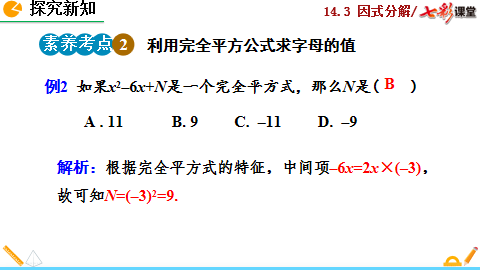 探究新知
14.3 因式分解/七彩课堂
素养考点 2 利用完全平方公式求字母的值
例2 如果x²–6x+N是一个完全平方式，那么N是( B )
A . 11 B. 9 C. –11 D. –9
解析：根据完全平方式的特征，中间项–6x=2x×(–3)，
故可知N=(–3)²=9.